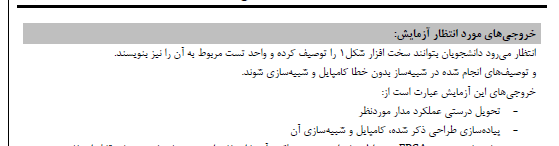 خروجی‌های مورد انتظار آزمایش:
انتظار می‌رود دانشجویان بتوانند سخت افزار شکل۱ را توصیف کرده و واحد تست مربوط به آن را نیز بنویسند.
و توصیف‌های انجام شده در شبیه‌ساز بدون خطا کامپایل و شبیه‌سازی شوند.
خروجی‌های این آزمایش عبارت است از:
- تحویل درستی عملکرد مدار موردنظر
- پیاده‌سازی طراحی ذکر شده، کامپایل و شبیه‌سازی آن